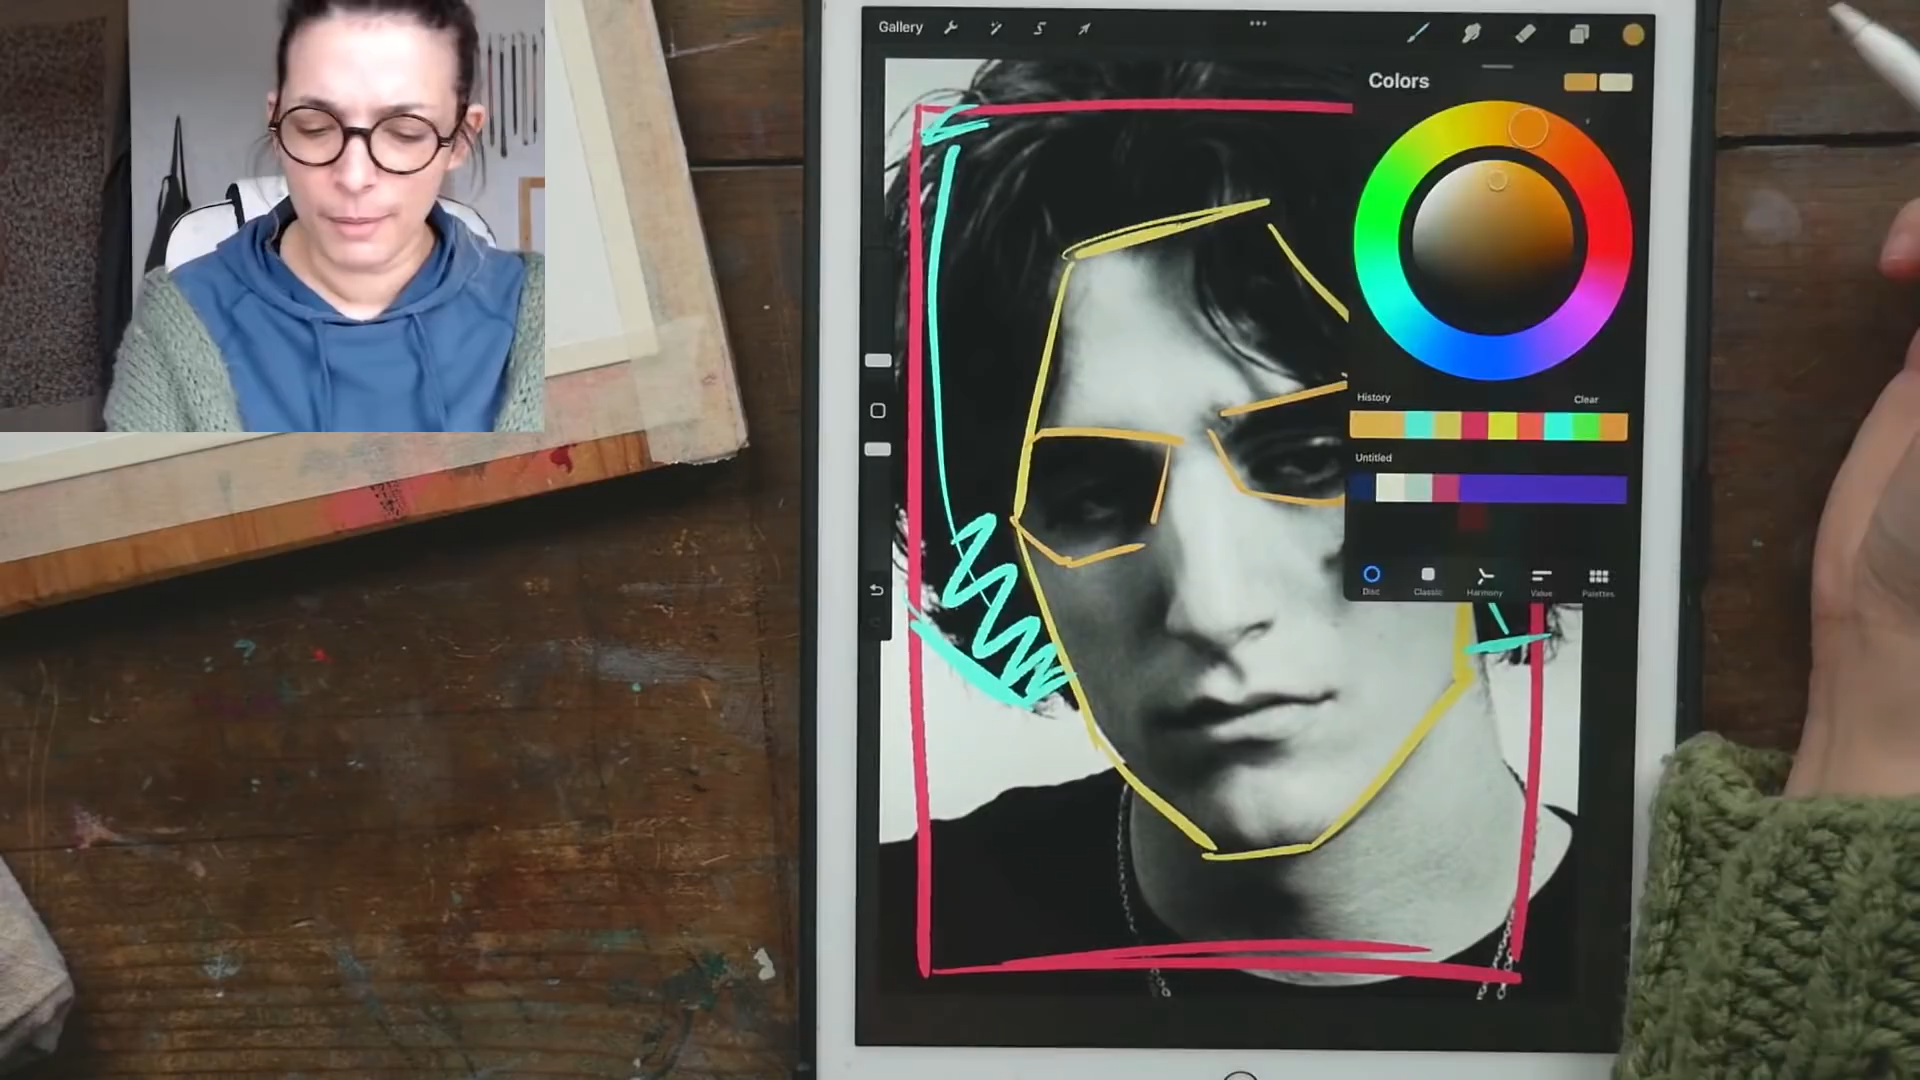 Gallery
Colors
History Clear
Untitled
Disc Classic Harmony Value Palettes